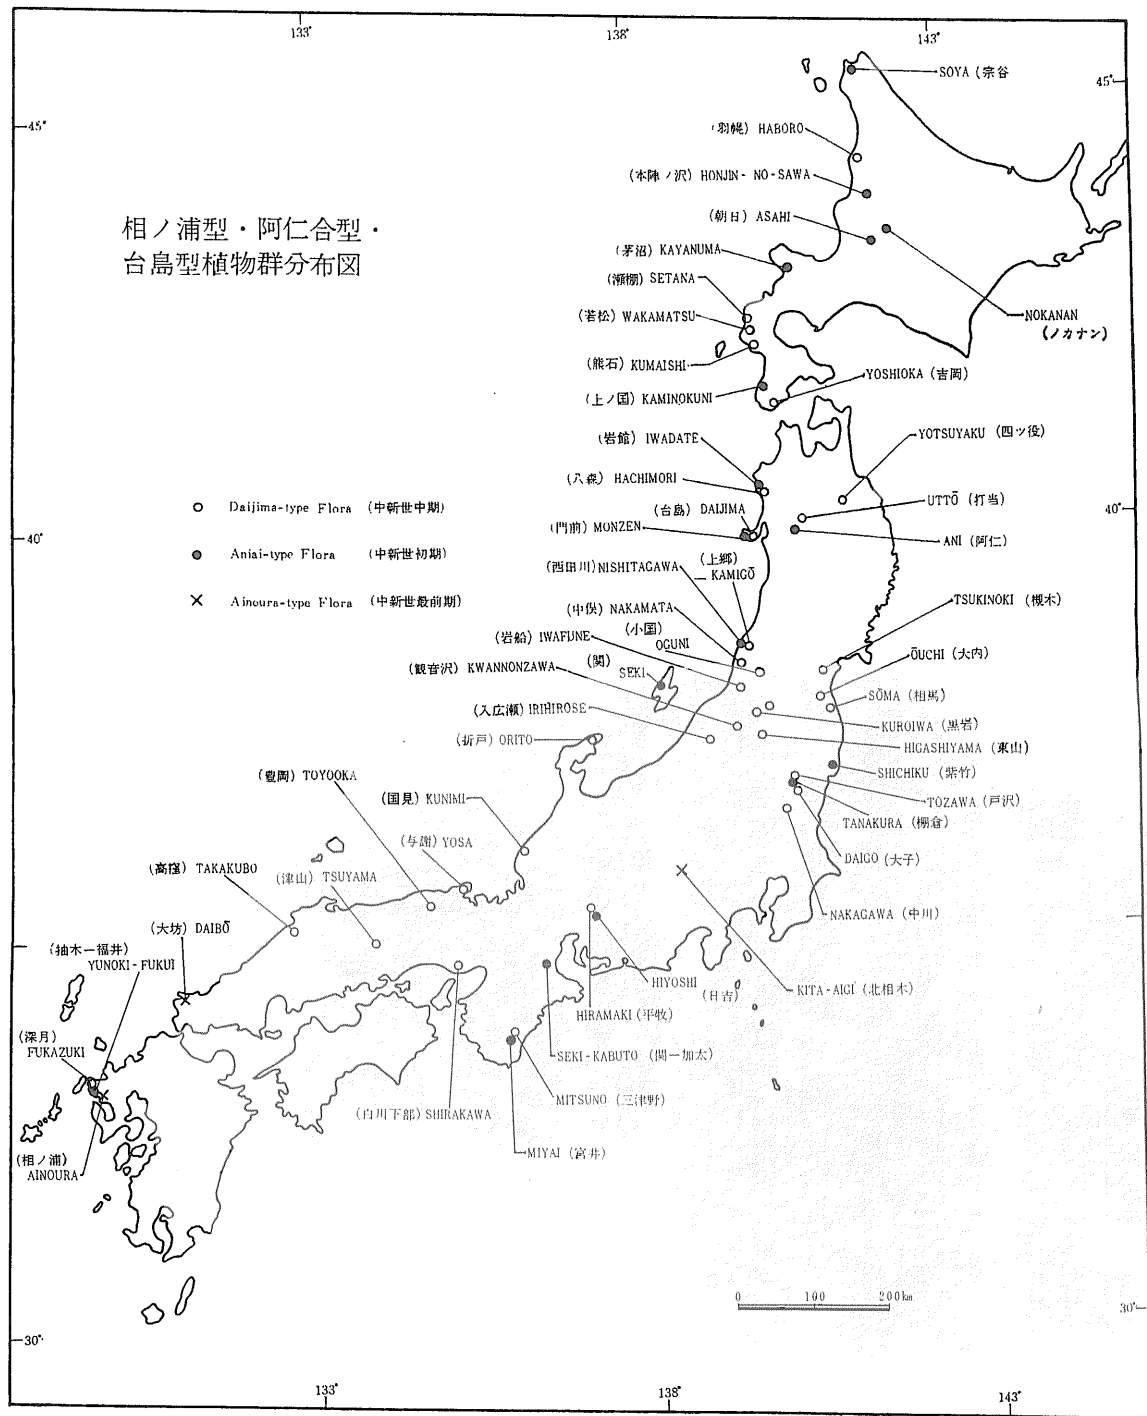 133°
138°
143°
45°
SOYA (宗谷
45°
(羽幌) HABORO
(本陣ノ沢) HONJIN-NO-SAWA
相ノ浦型・阿仁合型・
台島型植物群分布図
(朝日) ASAHI
(茅沼) KAYANUMA
(瀬棚) SETANA
(若松) WAKAMATSU
NOKANAN
(ノカナン)
(熊石) KUMAISHI
YOSHIOKA (吉岡)
(上ノ国) KAMINOKUNI
(岩館) IWADATE
YOTSUYAKU (四ツ役)
(八森) HACHIMORI
UTTŌ (打当)
Daijima-type Flora (中新世中期)
(台島) DAIJIMA
40°
(門前) MONZEN
40°
ANI (阿仁)
Aniai-type Flora (中新世初期)
(西田川) NISHITAGAWA
(上郷)
KAMIGŌ
Ainoura-type Flora (中新世最前期)
TSUKINOKI (槻木)
(中俣) NAKAMATA
(小国)
OGUNI
(岩船) IWAFUNE
ŌUCHI (大内)
(観音沢) KWANNONZAWA
(関)
SEKI
SŌMA (相馬)
(入広瀬) IRIHIROSE
KUROIWA (黒岩)
(折戸) ORITO
HIGASHIYAMA (東山)
(豊岡) TOYOOKA
SHICHIKU (紫竹)
(国見) KUNIMI
TOZAWA (戸沢)
TANAKURA (棚倉)
(与謝) YOSA
DAIGO (大子)
(高窪) TAKAKUBO
(津山) TSUYAMA
NAKAGAWA (中川)
(大坊) DAIBŌ
(柚木一福井)
YUNOKI-FUKUI
HIYOSHI
(日吉)
KITA-AIGI (北相木)
HIRAMAKI (平牧)
(深月)
FUKAZUKI
SEKI-KABUTO (関一加太)
MITSUNO (三津野)
(白川下部) SHIRAKAWA
MIYAI (宮井)
(相ノ浦)
AINOURA
0 100 200km
30°
30°
133°
138°
143°